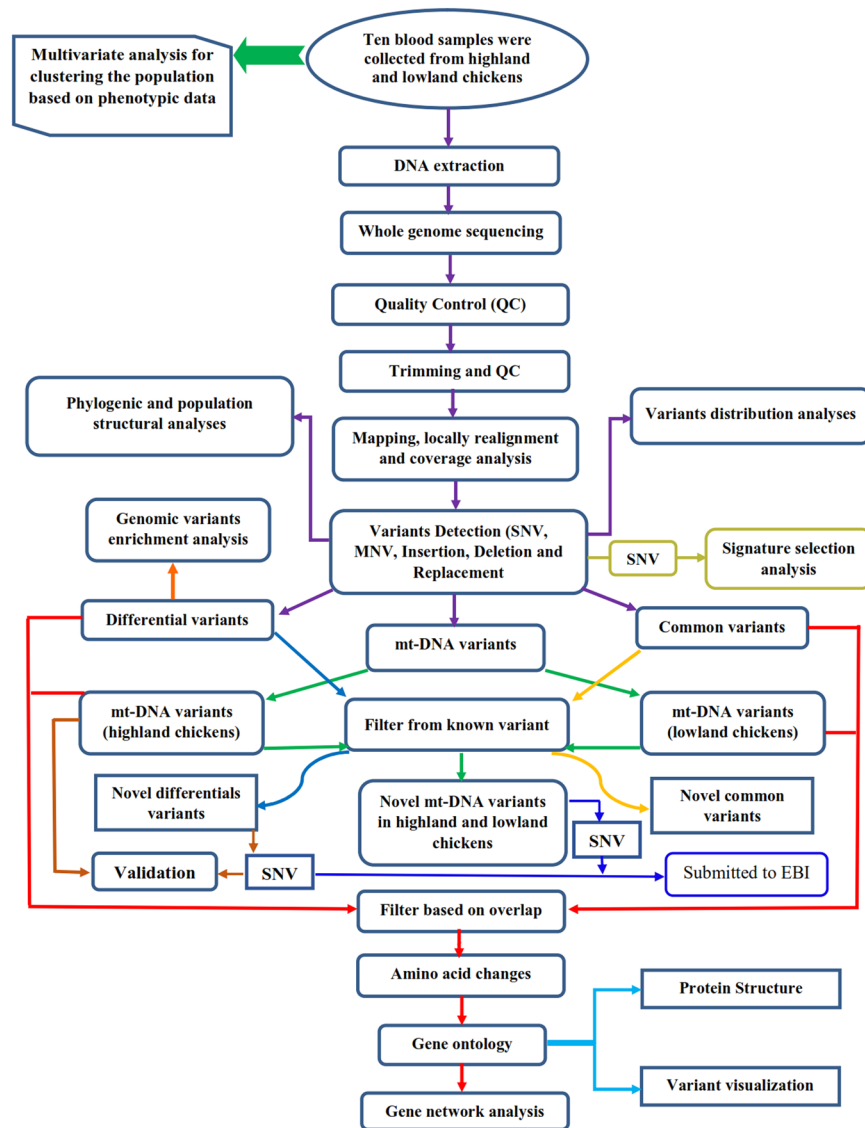 Multivariate analysis for
clustering the population
based on phenotypic data
Ten blood samples were
collected from highland
and lowland chickens
DNA extraction
Whole genome sequencing
Quality Control (QC)
Trimming and QC
Phylogenic and population
structural analyses
Mapping, locally realignment
and coverage analysis
Variants distribution analyses
Genomic variants
enrichment analysis
Variants Detection (SNV,
MNV, Insertion, Deletion and
Replacement
SNV
Signature selection
analysis
Differential variants
mt-DNA variants
Common variants
mt-DNA variants
(highland chickens)
Filter from known variant
mt-DNA variants
(lowland chickens)
Novel differentials
variants
Novel mt-DNA variants
in highland and lowland
chickens
SNV
Novel common
variants
Validation
SNV
Submitted to EBI
Filter based on overlap
Amino acid changes
Protein Structure
Gene ontology
Variant visualization
Gene network analysis